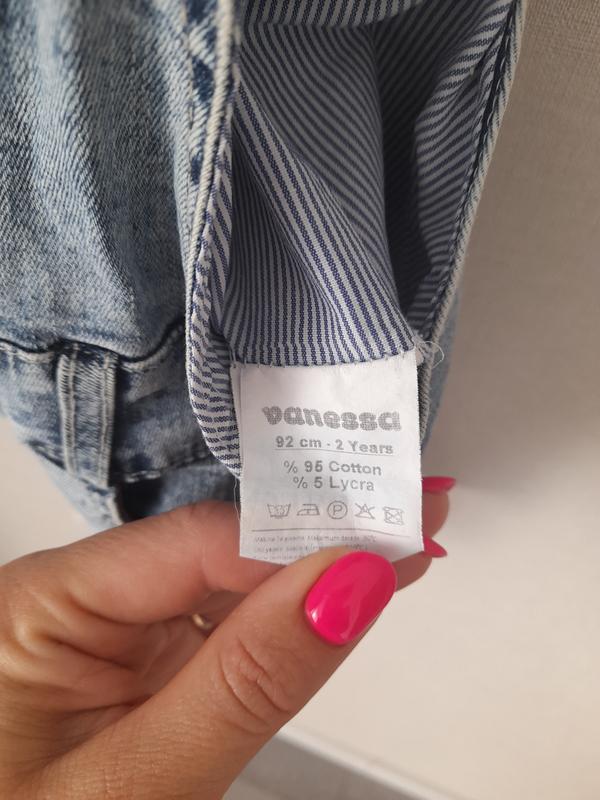 vanessa
92 cm - 2 Years
% 95 Cotton
% 5 Lycra
P